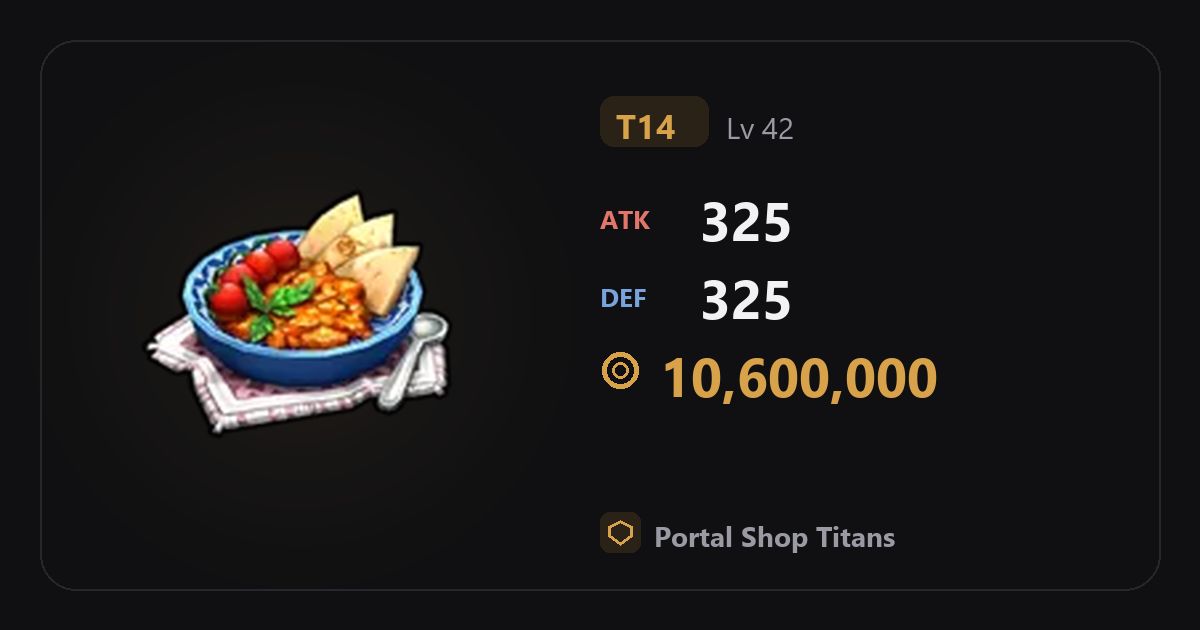 T14 Lv 42
ATK 325
DEF 325
10,600,000
Portal Shop Titans